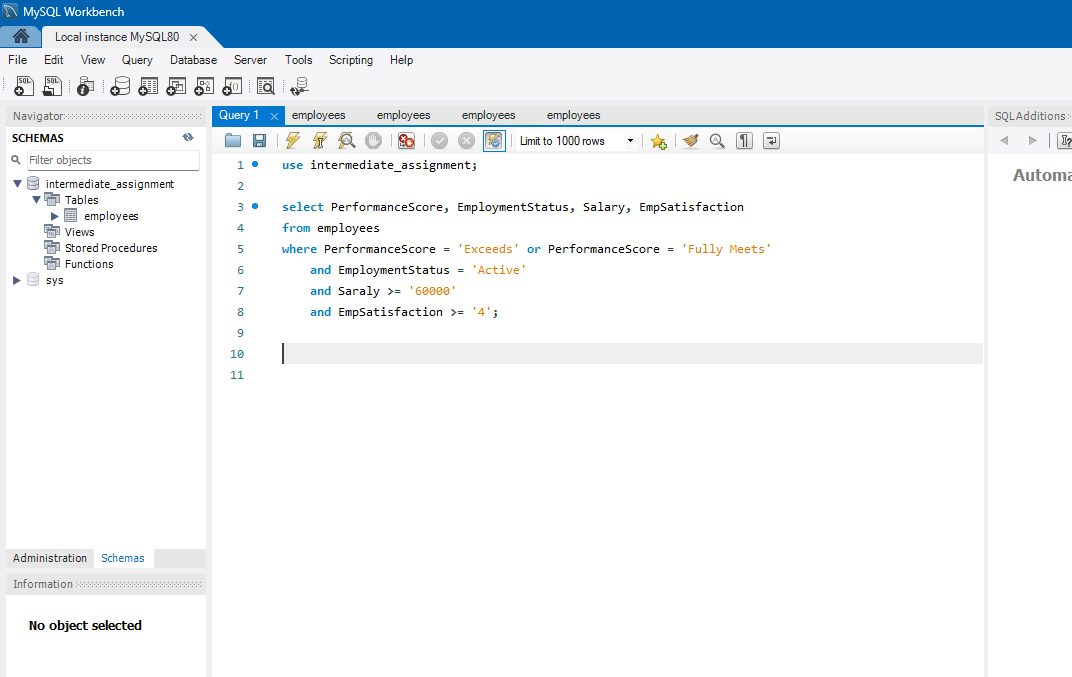 MySQL Workbench
Local instance MySQL80
File Edit View Query Database Server Tools Scripting Help
Navigator
SCHEMAS
Filter objects
intermediate_assignment
Tables
employees
Views
Stored Procedures
Functions
sys
Administration Schemas
Information
No object selected
Query 1 employees employees employees employees
Limit to 1000 rows
1 use intermediate_assignment;
2
3 select PerformanceScore, EmploymentStatus, Salary, EmpSatisfaction
4 from employees
5 where PerformanceScore = 'Exceeds' or PerformanceScore = 'Fully Meets'
6 and EmploymentStatus = 'Active'
7 and Saraly >= '60000'
8 and EmpSatisfaction >= '4';
9
10
11
SQLAdditions
Automa